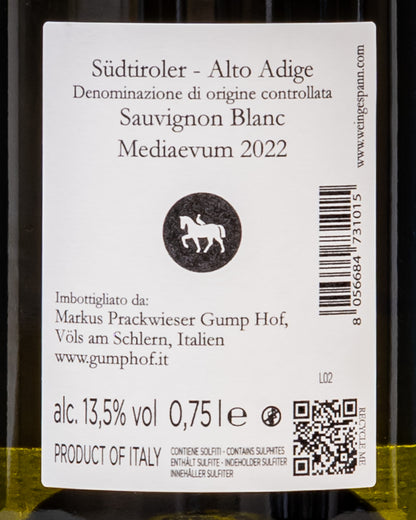 Südtiroler - Alto Adige
Denominazione di origine controllata
Sauvignon Blanc
Mediaevum 2022
www.weingespann.com
8 056684 731015
Imbottigliato da:
Markus Prackwieser Gump Hof,
Völs am Schlern, Italien
www.gumphof.it
L02
alc. 13,5% vol 0,75 l e
PRODUCT OF ITALY
CONTIENE SOLFITI - CONTAINS SULPHITES
ENTHÄLT SULFITE - INDEHOLDER SULFITER
INNEHÅLLER SULFITER
RECYCLE ME